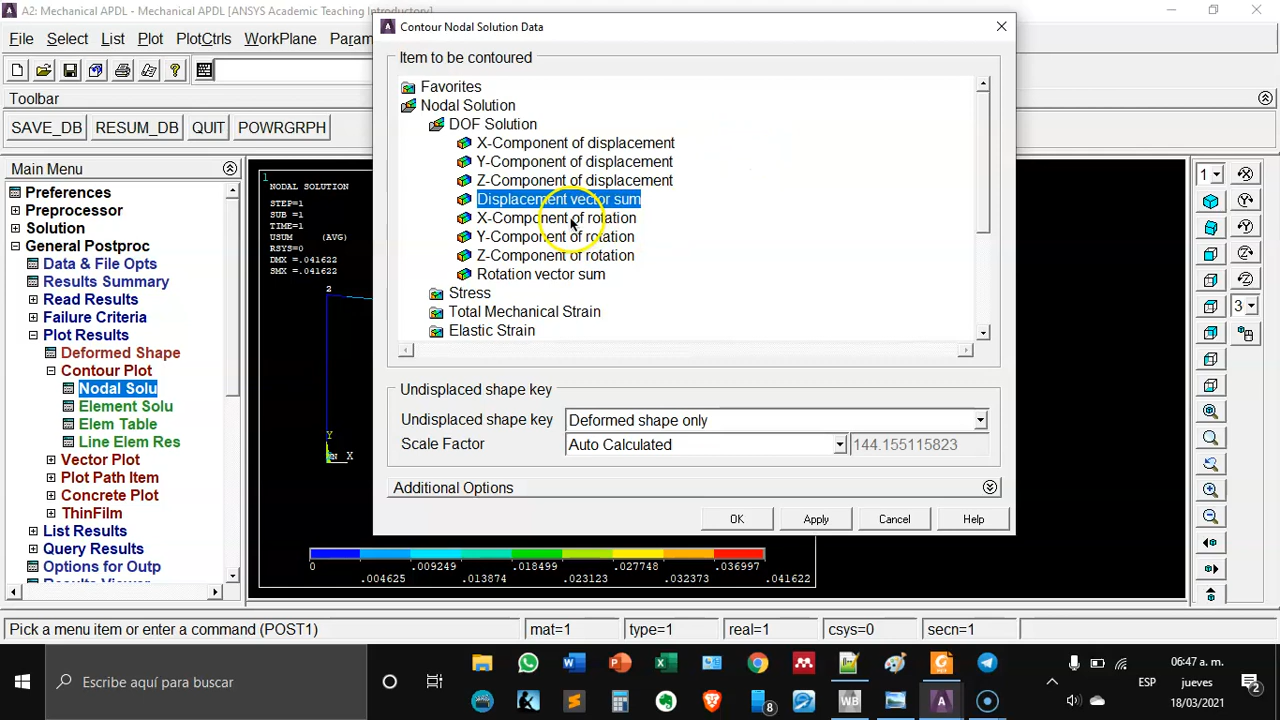 A2: Mechanical APDL - Mechanical APDL [ANSYS Academic Teaching Introductory]
File Select List Plot PlotCtrls WorkPlane Param
Contour Nodal Solution Data
Item to be contoured
Favorites
Nodal Solution
DOF Solution
X-Component of displacement
Y-Component of displacement
Z-Component of displacement
Displacement vector sum
X-Component of rotation
Y-Component of rotation
Z-Component of rotation
Rotation vector sum
Stress
Total Mechanical Strain
Elastic Strain
Undisplaced shape key
Undisplaced shape key Deformed shape only
Scale Factor Auto Calculated 144.155115823
Additional Options
OK Apply Cancel Help
Toolbar
SAVE_DB RESUM_DB QUIT POWRGRPH
Main Menu
Preferences
Preprocessor
Solution
General Postproc
Data & File Opts
Results Summary
Read Results
Failure Criteria
Plot Results
Deformed Shape
Contour Plot
Nodal Solu
Element Solu
Elem Table
Line Elem Res
Vector Plot
Plot Path Item
Concrete Plot
ThinFilm
List Results
Query Results
Options for Outp
1
NODAL SOLUTION
STEP=1
SUB =1
TIME=1
USUM (AVG)
RSYS=0
DMX =.041622
SMX =.041622
2
Y
X
0 .009249 .018499 .027748 .036997
.004625 .013874 .023123 .032373 .041622
1
3
Pick a menu item or enter a command (POST1) mat=1 type=1 real=1 csys=0 secn=1
Escribe aquí para buscar
ESP
06:47 a. m.
jueves
18/03/2021
8
2